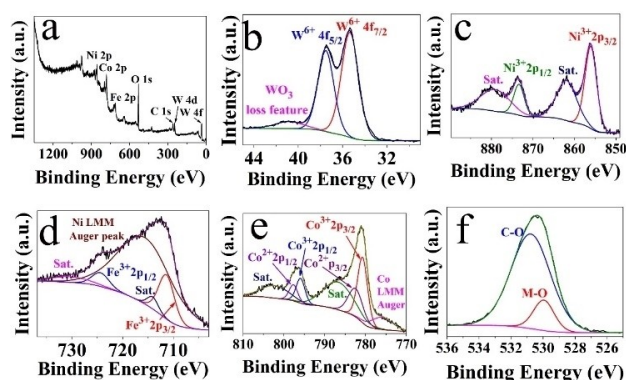 a
Intensity (a.u.)
Ni 2p
Co 2p
Fe 2p
O 1s
C 1s
W 4d
W 4f
1200 900 600 300 0
Binding Energy (eV)
b
Intensity (a.u.)
W6+ 4f5/2
W6+ 4f7/2
WO3
loss feature
44 40 36 32
Binding Energy (eV)
c
Intensity (a.u.)
Ni3+2p3/2
Ni3+2p1/2
Sat.
Sat.
880 870 860 850
Binding Energy (eV)
d
Intensity (a.u.)
Ni LMM
Auger peak
Sat.
Fe3+2p1/2
Sat.
Fe3+2p3/2
730 720 710
Binding Energy (eV)
e
Intensity (a.u.)
Co3+2p3/2
Co3+2p1/2
Co2+2p1/2
Co2+2p3/2
Sat.
Sat.
Co
LMM
Auger
810 800 790 780 770
Binding Energy (eV)
f
Intensity (a.u.)
C-O
M-O
536 534 532 530 528 526
Binding Energy (eV)